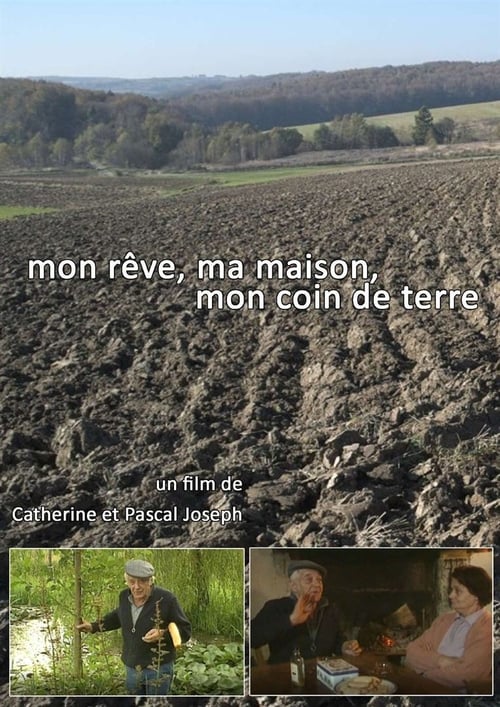 mon rêve, ma maison,
mon coin de terre
un film de
Catherine et Pascal Joseph